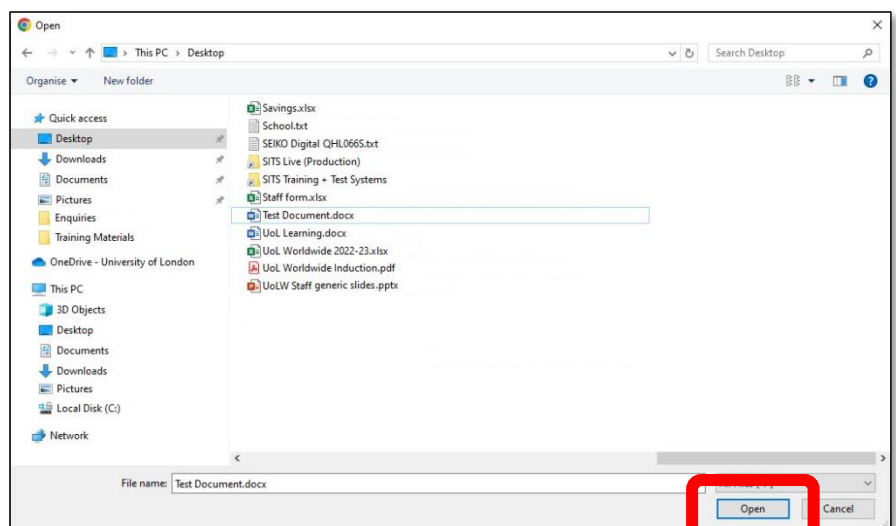 Open
This PC > Desktop
Search Desktop
Organise
New folder
Quick access
Desktop
Downloads
Documents
Pictures
Enquiries
Training Materials
OneDrive - University of London
This PC
3D Objects
Desktop
Documents
Downloads
Pictures
Local Disk (C:)
Network
Savings.xlsx
School.txt
SEIKO Digital QHL066S.txt
SITS Live (Production)
SITS Training + Test Systems
Staff form.xlsx
Test Document.docx
UoL Learning.docx
UoL Worldwide 2022-23.xlsx
UoL Worldwide Induction.pdf
UoLW Staff generic slides.pptx
File name: Test Document.docx
Open
Cancel